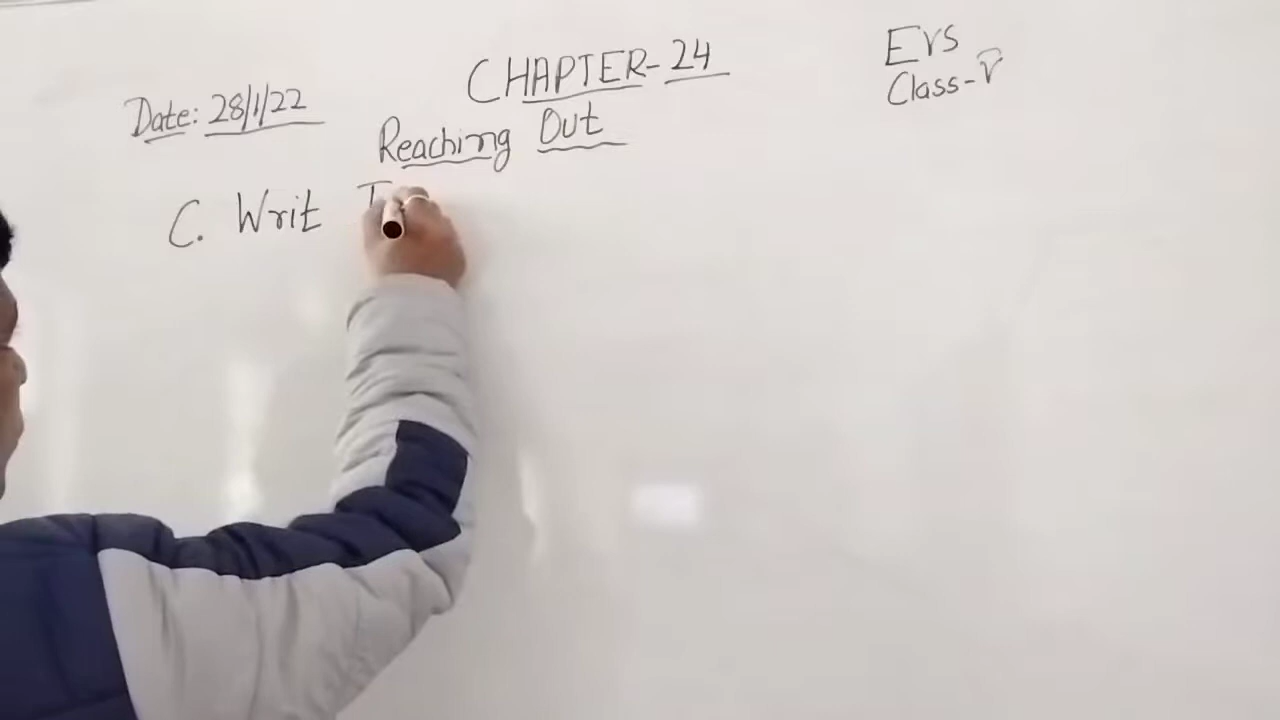 Evs
CHAPTER-24
Class-V
Date: 28/1/22
Reaching Out
C. Writ T